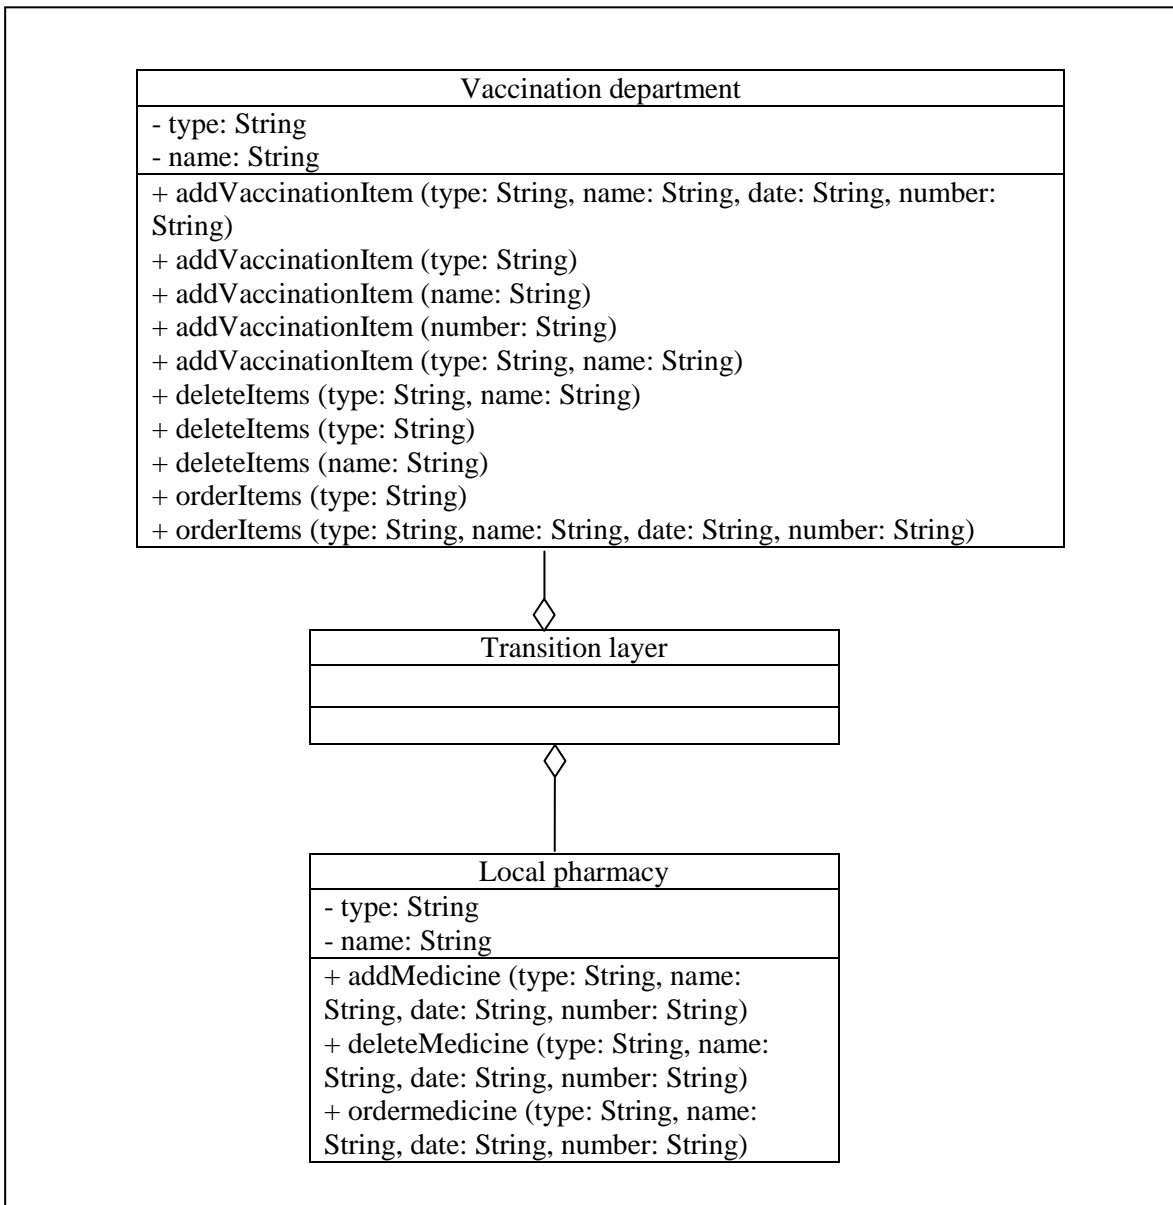 Vaccination department
- type: String
- name: String
+ addVaccinationItem (type: String, name: String, date: String, number:
String)
+ addVaccinationItem (type: String)
+ addVaccinationItem (name: String)
+ addVaccinationItem (number: String)
+ addVaccinationItem (type: String, name: String)
+ deleteItems (type: String, name: String)
+ deleteItems (type: String)
+ deleteItems (name: String)
+ orderItems (type: String)
+ orderItems (type: String, name: String, date: String, number: String)
Transition layer
Local pharmacy
- type: String
- name: String
+ addMedicine (type: String, name:
String, date: String, number: String)
+ deleteMedicine (type: String, name:
String, date: String, number: String)
+ ordermedicine (type: String, name:
String, date: String, number: String)